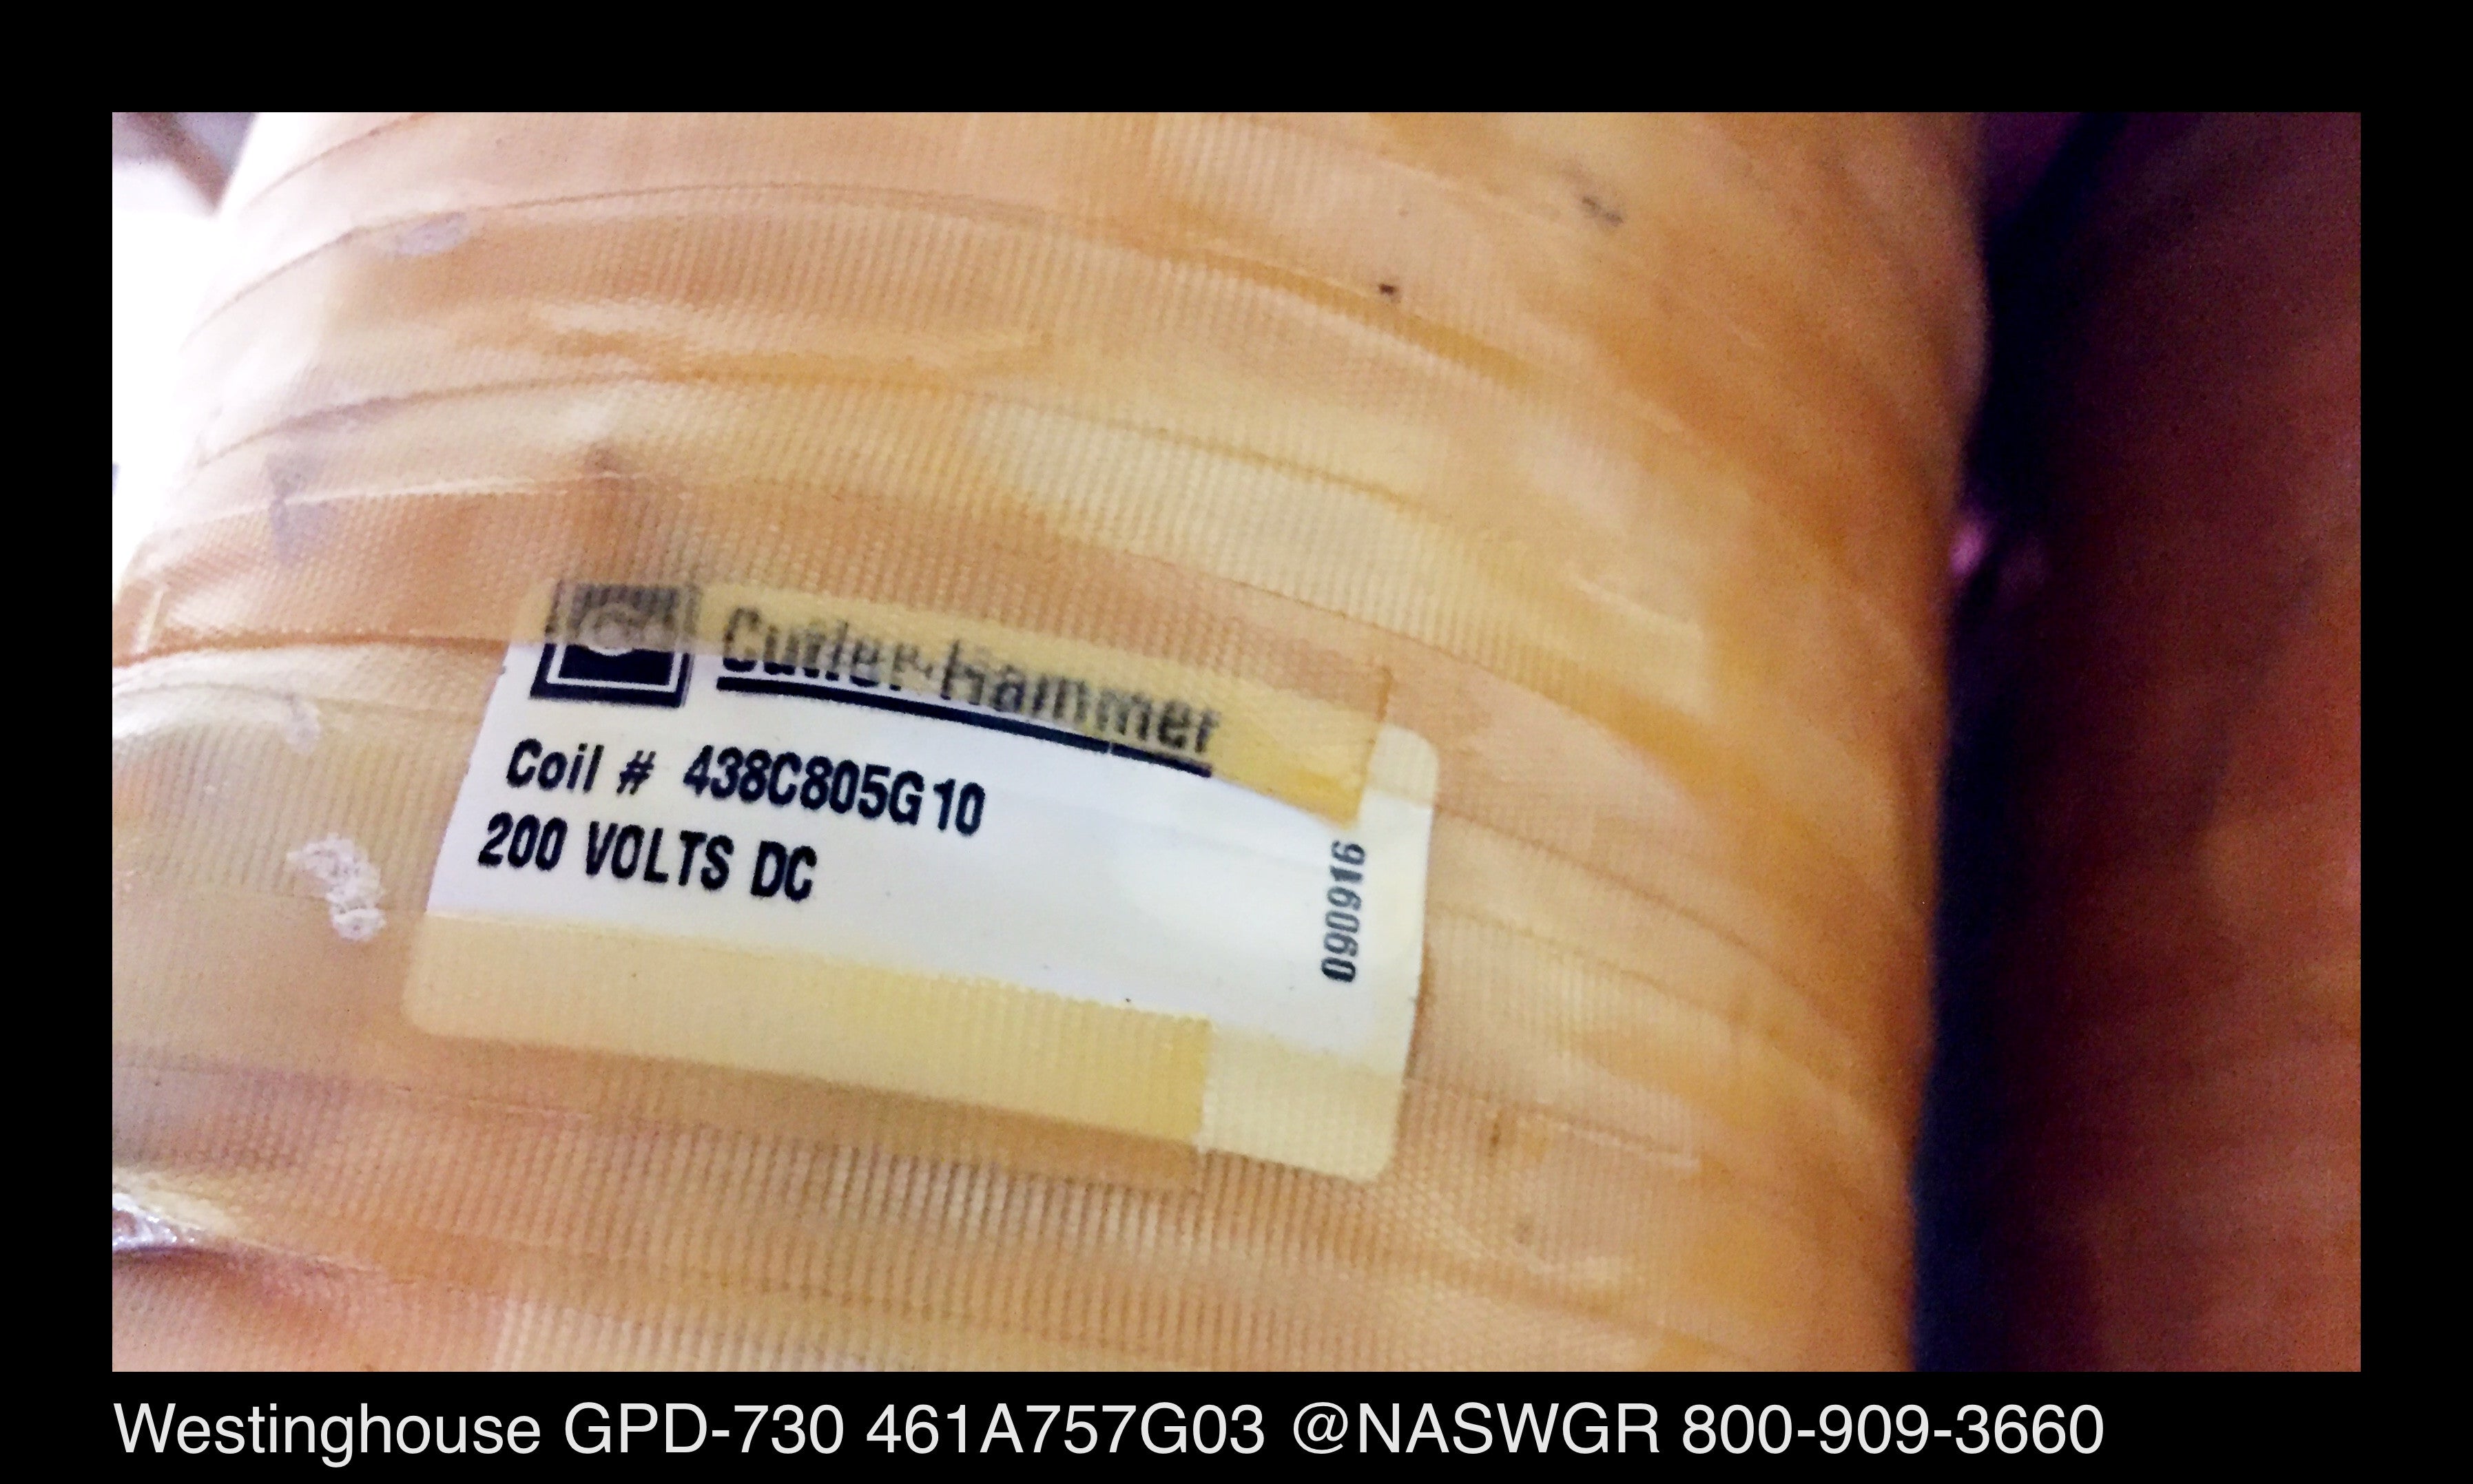 Cutler-Hammer
Coil # 438C805G10
200 VOLTS DC
090916
Westinghouse GPD-730 461A757G03 @NASWGR 800-909-3660